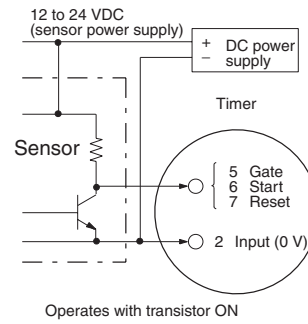 12 to 24 VDC
(sensor power supply)
+ DC power
− supply
Timer
Sensor
5 Gate
6 Start
7 Reset
2 Input (0 V)
Operates with transistor ON